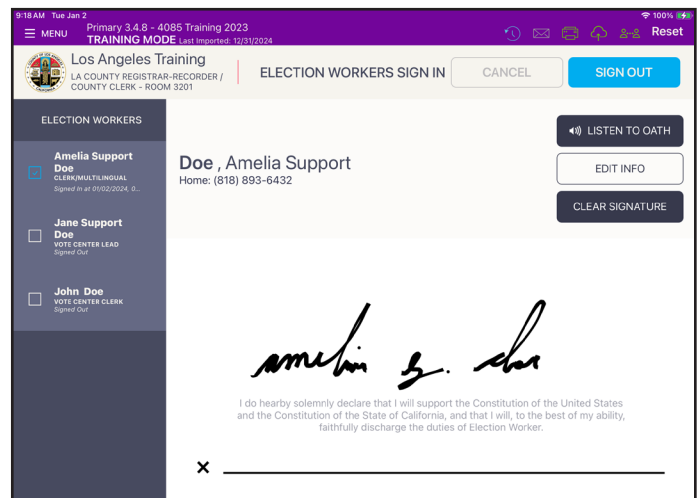 9:18 AM Tue Jan 2
100%
MENU
Primary 3.4.8 - 4085 Training 2023
TRAINING MODE Last Imported: 12/31/2024
Reset
Los Angeles Training
LA COUNTY REGISTRAR-RECORDER /
COUNTY CLERK - ROOM 3201
ELECTION WORKERS SIGN IN
CANCEL
SIGN OUT
ELECTION WORKERS
Amelia Support
Doe
CLERK/MULTILINGUAL
Signed In at 01/02/2024, 0...
Jane Support
Doe
VOTE CENTER LEAD
Signed Out
John Doe
VOTE CENTER CLERK
Signed Out
Doe , Amelia Support
Home: (818) 893-6432
LISTEN TO OATH
EDIT INFO
CLEAR SIGNATURE
I do hearby solemnly declare that I will support the Constitution of the United States
and the Constitution of the State of California, and that I will, to the best of my ability,
faithfully discharge the duties of Election Worker.
×